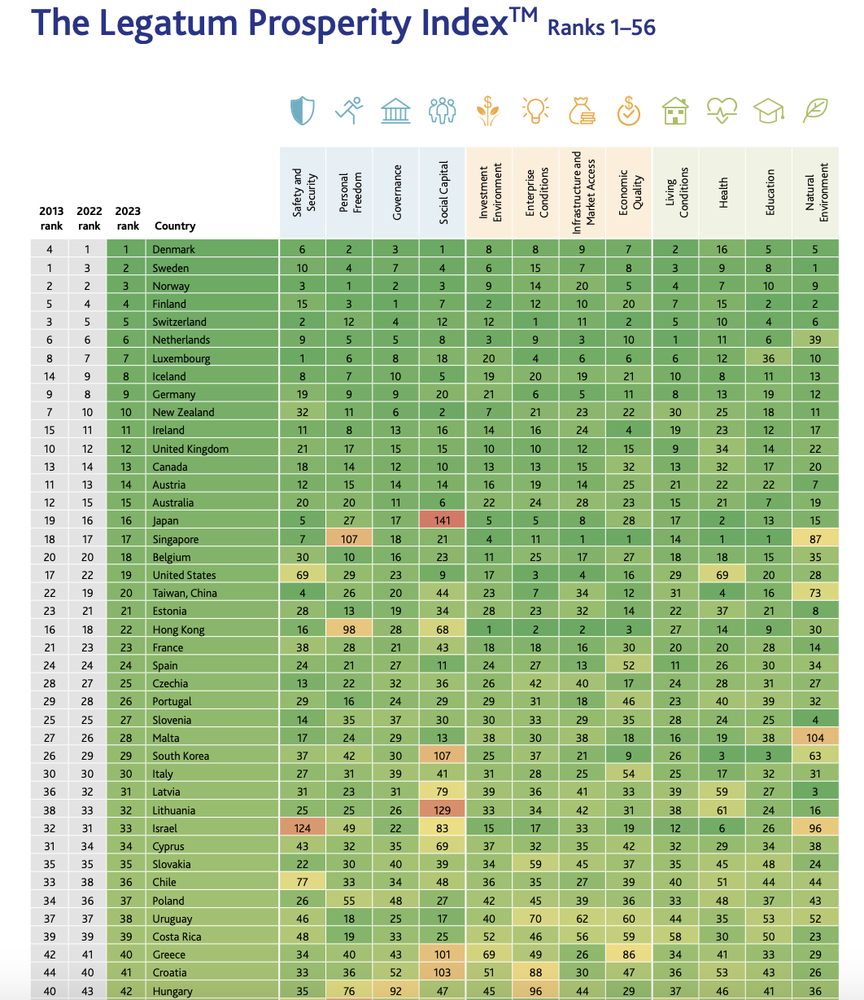 The Legatum Prosperity Index™ Ranks 1–56
2013 rank 2022 rank 2023 rank Country Safety and Security Personal Freedom Governance Social Capital Investment Environment Enterprise Conditions Infrastructure and Market Access Economic Quality Living Conditions Health Education Natural Environment
4 1 1 Denmark 6 2 3 1 8 8 9 7 2 16 5 5
1 3 2 Sweden 10 4 7 4 6 15 7 8 3 9 8 1
2 2 3 Norway 3 1 2 3 9 14 20 5 4 7 10 9
5 4 4 Finland 15 3 1 7 2 12 10 20 7 15 2 2
3 5 5 Switzerland 2 12 4 12 12 1 11 2 5 10 4 6
6 6 6 Netherlands 9 5 5 8 3 9 3 10 1 11 6 39
8 7 7 Luxembourg 1 6 8 18 20 4 6 6 6 12 36 10
14 9 8 Iceland 8 7 10 5 19 20 19 21 10 8 11 13
9 8 9 Germany 19 9 9 20 21 6 5 11 8 13 19 12
7 10 10 New Zealand 32 11 6 2 7 21 23 22 30 25 18 11
15 11 11 Ireland 11 8 13 16 14 16 24 4 19 23 12 17
10 12 12 United Kingdom 21 17 15 15 10 10 12 15 9 34 14 22
13 14 13 Canada 18 14 12 10 13 13 15 32 13 32 17 20
11 13 14 Austria 12 15 14 14 16 19 14 25 21 22 22 7
12 15 15 Australia 20 20 11 6 22 24 28 23 15 21 7 19
19 16 16 Japan 5 27 17 141 5 5 8 28 17 2 13 15
18 17 17 Singapore 7 107 18 21 4 11 1 1 14 1 1 87
20 20 18 Belgium 30 10 16 23 11 25 17 27 18 18 15 35
17 22 19 United States 69 29 23 9 17 3 4 16 29 69 20 28
22 19 20 Taiwan, China 4 26 20 44 23 7 34 12 31 4 16 73
23 21 21 Estonia 28 13 19 34 28 23 32 14 22 37 21 8
16 18 22 Hong Kong 16 98 28 68 1 2 2 3 27 14 9 30
21 23 23 France 38 28 21 43 18 18 16 30 20 20 28 14
24 24 24 Spain 24 21 27 11 24 27 13 52 11 26 30 34
28 27 25 Czechia 13 22 32 36 26 42 40 17 24 28 31 27
29 28 26 Portugal 29 16 24 29 29 31 18 46 23 40 39 32
25 25 27 Slovenia 14 35 37 30 30 33 29 35 28 24 25 4
27 26 28 Malta 17 24 29 13 38 30 38 18 16 19 38 104
26 29 29 South Korea 37 42 30 107 25 37 21 9 26 3 3 63
30 30 30 Italy 27 31 39 41 31 28 25 54 25 17 32 31
36 32 31 Latvia 31 23 31 79 39 36 41 33 39 59 27 3
38 33 32 Lithuania 25 25 26 129 33 34 42 31 38 61 24 16
32 31 33 Israel 124 49 22 83 15 17 33 19 12 6 26 96
31 34 34 Cyprus 43 32 35 69 37 32 35 42 32 29 34 38
35 35 35 Slovakia 22 30 40 39 34 59 45 37 35 45 48 24
33 38 36 Chile 77 33 34 48 36 35 27 39 40 51 44 44
34 36 37 Poland 26 55 48 27 42 45 39 36 33 48 37 43
37 37 38 Uruguay 46 18 25 17 40 70 62 60 44 35 53 52
39 39 39 Costa Rica 48 19 33 25 52 46 56 59 58 30 50 23
42 41 40 Greece 34 40 43 101 69 49 26 86 34 41 33 29
44 40 41 Croatia 33 36 52 103 51 88 30 47 36 53 43 26
40 43 42 Hungary 35 76 92 47 45 96 44 29 37 46 41 36